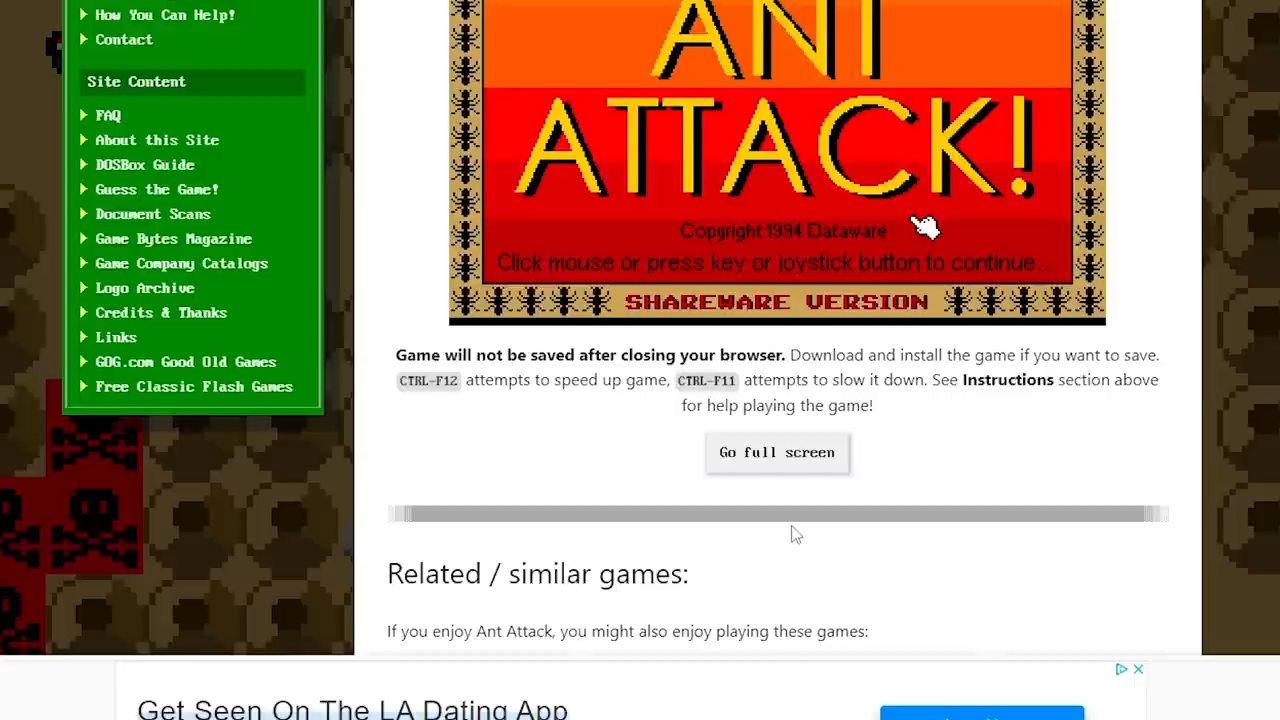 How You Can Help!
Contact
Site Content
FAQ
About this Site
DOSBox Guide
Guess the Game!
Document Scans
Game Bytes Magazine
Game Company Catalogs
Logo Archive
Credits & Thanks
Links
GOG.com Good Old Games
Free Classic Flash Games
ANT
ATTACK!
Copyright 1994 Dataware
Click mouse or press key or joystick button to continue...
SHAREWARE VERSION
Game will not be saved after closing your browser. Download and install the game if you want to save.
CTRL-F12 attempts to speed up game, CTRL-F11 attempts to slow it down. See Instructions section above
for help playing the game!
Go full screen
Related / similar games:
If you enjoy Ant Attack, you might also enjoy playing these games:
Get Seen On The LA Dating App